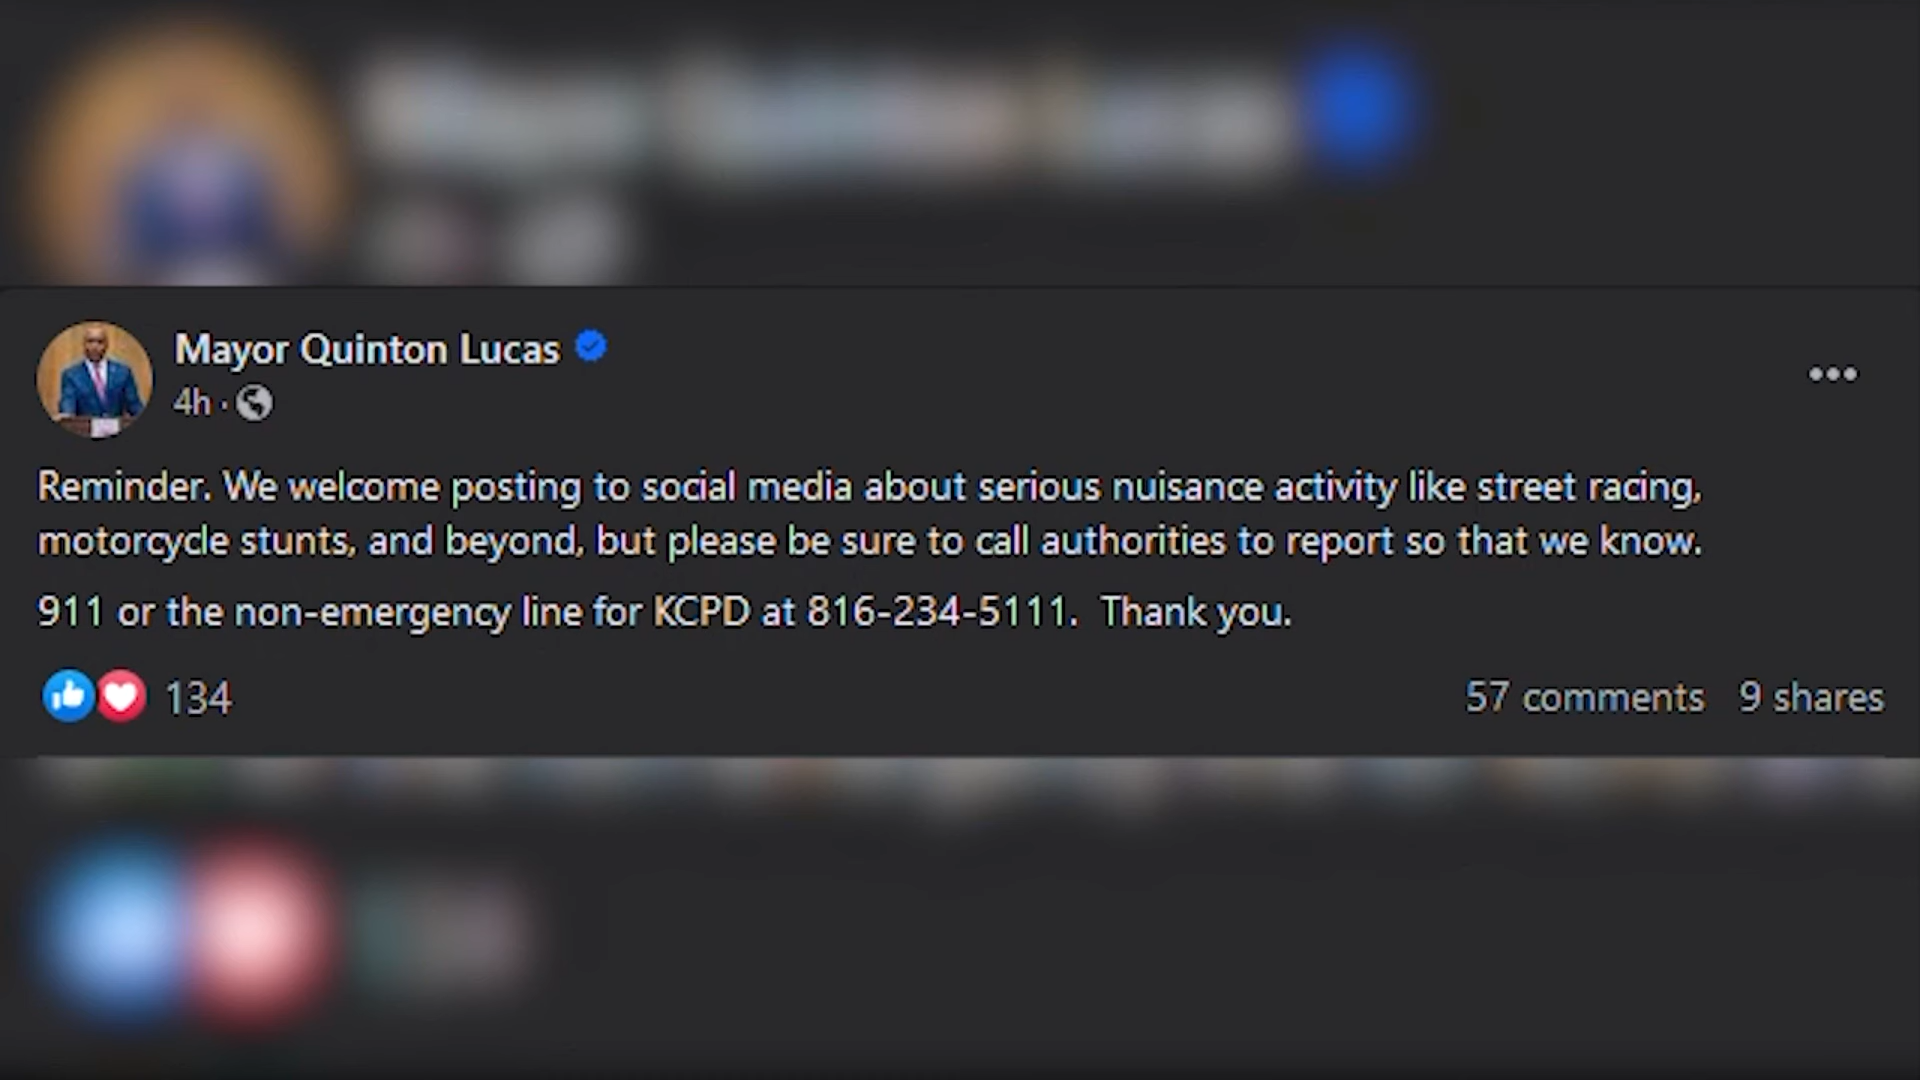 Mayor Quinton Lucas
4h ·
Reminder. We welcome posting to social media about serious nuisance activity like street racing,
motorcycle stunts, and beyond, but please be sure to call authorities to report so that we know.
911 or the non-emergency line for KCPD at 816-234-5111.  Thank you.
134
57 comments 9 shares